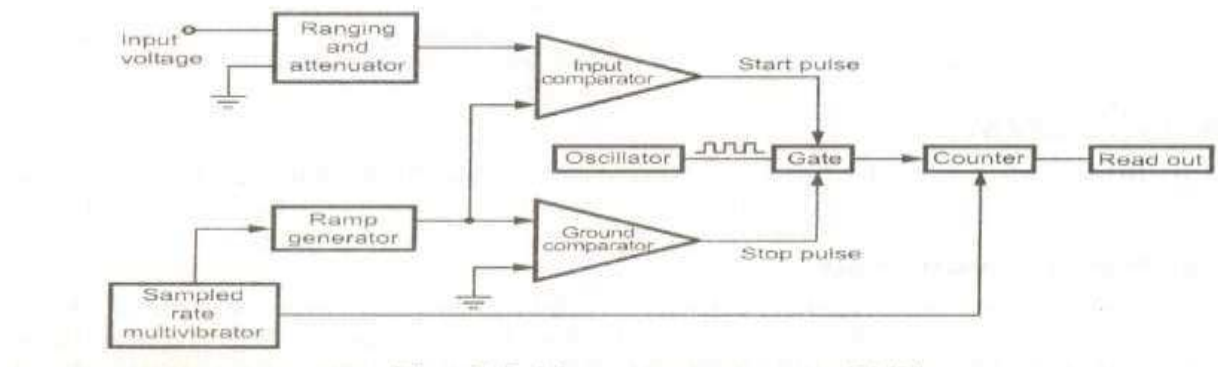 Input
voltage
Ranging
and
attenuator
Input
comparator
Start pulse
Oscillator
Gate
Counter
Read out
Ramp
generator
Ground
comparator
Stop pulse
Sampled
rate
multivibrator